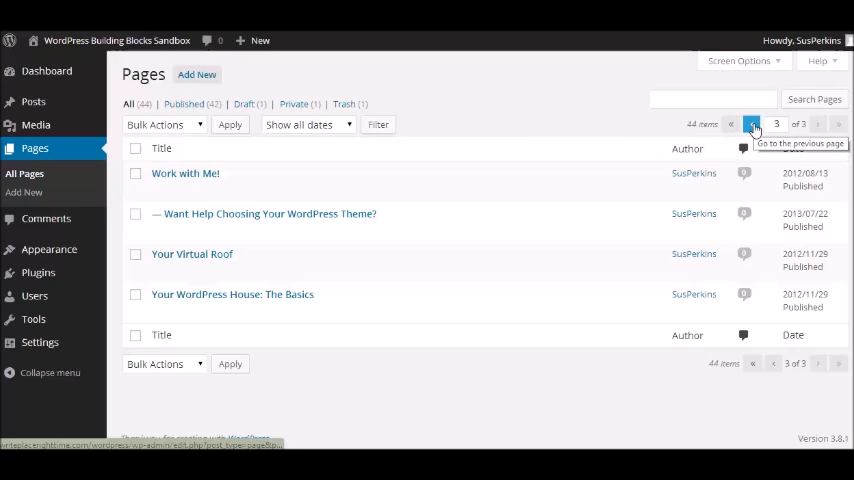 WordPress Building Blocks Sandbox 0 + New Howdy, SusPerkins
Screen Options ▼ Help ▼
Dashboard
Posts
Media
Pages
All Pages
Add New
Comments
Appearance
Plugins
Users
Tools
Settings
Collapse menu
Pages Add New
All (44) | Published (42) | Draft (1) | Private (1) | Trash (1)
Search Pages
Bulk Actions ▼ Apply Show all dates ▼ Filter
44 items « ‹ 3 of 3 › »
Go to the previous page
Title Author Date
Work with Me! SusPerkins 0 2012/08/13
Published
— Want Help Choosing Your WordPress Theme? SusPerkins 0 2013/07/22
Published
Your Virtual Roof SusPerkins 0 2012/11/29
Published
Your WordPress House: The Basics SusPerkins 0 2012/11/29
Published
Title Author Date
Bulk Actions ▼ Apply 44 items « ‹ 3 of 3 › »
WordPress
Version 3.8.1